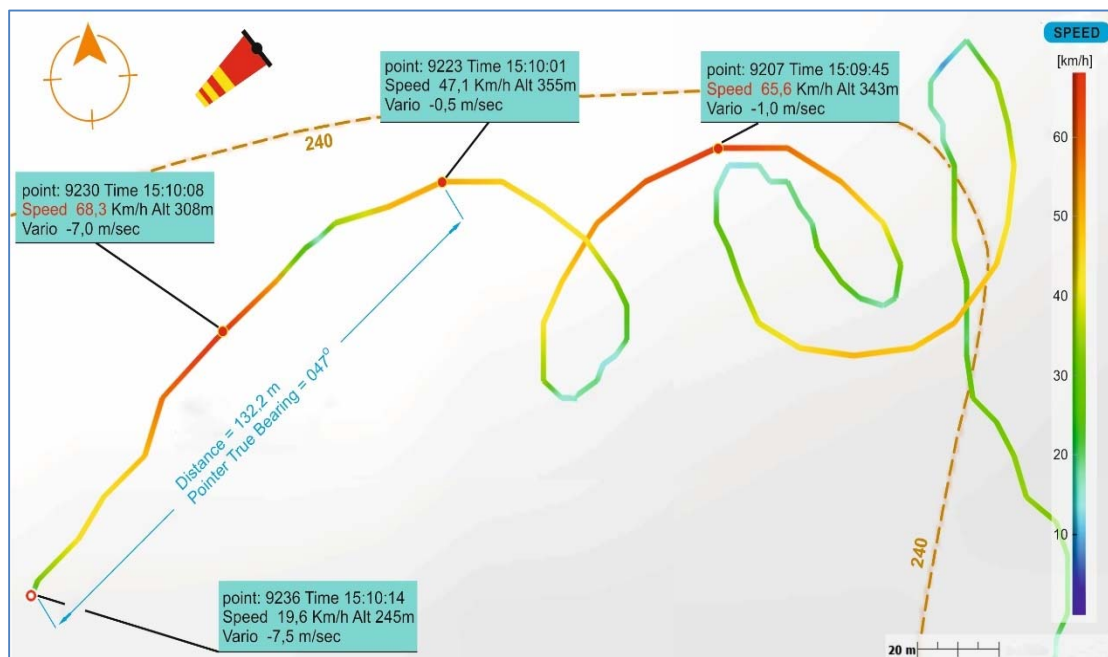 SPEED
[km/h]
point: 9223 Time 15:10:01
Speed 47,1 Km/h Alt 355m
Vario -0,5 m/sec
point: 9207 Time 15:09:45
Speed 65,6 Km/h Alt 343m
Vario -1,0 m/sec
240
60
point: 9230 Time 15:10:08
Speed 68,3 Km/h Alt 308m
Vario -7,0 m/sec
50
40
30
Distance = 132,2 m
Pointer True Bearing = 047°
20
10
240
point: 9236 Time 15:10:14
Speed 19,6 Km/h Alt 245m
Vario -7,5 m/sec
20 m